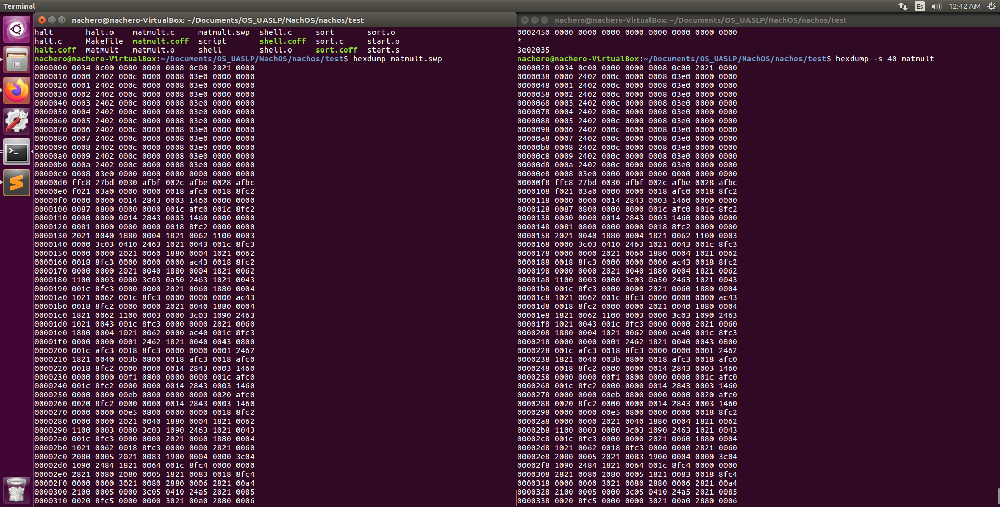 Terminal
Es
12:42 AM
nachero@nachero-VirtualBox: ~/Documents/OS_UASLP/NachOS/nachos/test
halt halt.o matmult.c matmult.swp shell.c sort sort.o
halt.c Makefile matmult.coff script shell.coff sort.c start.o
halt.coff matmult matmult.o shell shell.o sort.coff start.s
nachero@nachero-VirtualBox:~/Documents/OS_UASLP/NachOS/nachos/test$ hexdump matmult.swp
0000000 0034 0c00 0000 0000 0008 0c00 2021 0000
0000010 0000 2402 000c 0000 0008 03e0 0000 0000
0000020 0001 2402 000c 0000 0008 03e0 0000 0000
0000030 0002 2402 000c 0000 0008 03e0 0000 0000
0000040 0003 2402 000c 0000 0008 03e0 0000 0000
0000050 0004 2402 000c 0000 0008 03e0 0000 0000
0000060 0005 2402 000c 0000 0008 03e0 0000 0000
0000070 0006 2402 000c 0000 0008 03e0 0000 0000
0000080 0007 2402 000c 0000 0008 03e0 0000 0000
0000090 0008 2402 000c 0000 0008 03e0 0000 0000
00000a0 0009 2402 000c 0000 0008 03e0 0000 0000
00000b0 000a 2402 000c 0000 0008 03e0 0000 0000
00000c0 0008 03e0 0000 0000 0000 0000 0000 0000
00000d0 ffc8 27bd 0030 afbf 002c afbe 0028 afbc
00000e0 f021 03a0 0000 0000 0018 afc0 0018 8fc2
00000f0 0000 0000 0014 2843 0003 1460 0000 0000
0000100 0087 0800 0000 0000 001c afc0 001c 8fc2
0000110 0000 0000 0014 2843 0003 1460 0000 0000
0000120 0081 0800 0000 0000 0018 8fc2 0000 0000
0000130 2021 0040 1880 0004 1821 0062 1100 0003
0000140 0000 3c03 0410 2463 1021 0043 001c 8fc3
0000150 0000 0000 2021 0060 1880 0004 1021 0062
0000160 0018 8fc3 0000 0000 0000 ac43 0018 8fc2
0000170 0000 0000 2021 0040 1880 0004 1821 0062
0000180 1100 0003 0000 3c03 0a50 2463 1021 0043
0000190 001c 8fc3 0000 0000 2021 0060 1880 0004
00001a0 1021 0062 001c 8fc3 0000 0000 0000 ac43
00001b0 0018 8fc2 0000 0000 2021 0040 1880 0004
00001c0 1821 0062 1100 0003 0000 3c03 1090 2463
00001d0 1021 0043 001c 8fc3 0000 0000 2021 0060
00001e0 1880 0004 1021 0062 0000 ac40 001c 8fc3
00001f0 0000 0000 0001 2462 1821 0040 0043 0800
0000200 001c afc3 0018 8fc3 0000 0000 0001 2462
0000210 1821 0040 003b 0800 0018 afc3 0018 afc0
0000220 0018 8fc2 0000 0000 0014 2843 0003 1460
0000230 0000 0000 00f1 0800 0000 0000 001c afc0
0000240 001c 8fc2 0000 0000 0014 2843 0003 1460
0000250 0000 0000 00eb 0800 0000 0000 0020 afc0
0000260 0020 8fc2 0000 0000 0014 2843 0003 1460
0000270 0000 0000 00e5 0800 0000 0000 0018 8fc2
0000280 0000 0000 2021 0040 1880 0004 1821 0062
0000290 1100 0003 0000 3c03 1090 2463 1021 0043
00002a0 001c 8fc3 0000 0000 2021 0060 1880 0004
00002b0 1021 0062 0018 8fc3 0000 0000 2821 0060
00002c0 2080 0005 2021 0083 1900 0004 0000 3c04
00002d0 1090 2484 1821 0064 001c 8fc4 0000 0000
00002e0 2821 0080 2080 0005 1821 0083 0018 8fc4
00002f0 0000 0000 3021 0080 2880 0006 2821 00a4
0000300 2100 0005 0000 3c05 0410 24a5 2021 0085
0000310 0020 8fc5 0000 0000 3021 00a0 2880 0006
nachero@nachero-VirtualBox: ~/Documents/OS_UASLP/NachOS/nachos/test
0002450 0000 0000 0000 0000 0000 0000 0000 0000
*
3e02035
nachero@nachero-VirtualBox:~/Documents/OS_UASLP/NachOS/nachos/test$ hexdump -s 40 matmult
0000028 0034 0c00 0000 0000 0008 0c00 2021 0000
0000038 0000 2402 000c 0000 0008 03e0 0000 0000
0000048 0001 2402 000c 0000 0008 03e0 0000 0000
0000058 0002 2402 000c 0000 0008 03e0 0000 0000
0000068 0003 2402 000c 0000 0008 03e0 0000 0000
0000078 0004 2402 000c 0000 0008 03e0 0000 0000
0000088 0005 2402 000c 0000 0008 03e0 0000 0000
0000098 0006 2402 000c 0000 0008 03e0 0000 0000
00000a8 0007 2402 000c 0000 0008 03e0 0000 0000
00000b8 0008 2402 000c 0000 0008 03e0 0000 0000
00000c8 0009 2402 000c 0000 0008 03e0 0000 0000
00000d8 000a 2402 000c 0000 0008 03e0 0000 0000
00000e8 0008 03e0 0000 0000 0000 0000 0000 0000
00000f8 ffc8 27bd 0030 afbf 002c afbe 0028 afbc
0000108 f021 03a0 0000 0000 0018 afc0 0018 8fc2
0000118 0000 0000 0014 2843 0003 1460 0000 0000
0000128 0087 0800 0000 0000 001c afc0 001c 8fc2
0000138 0000 0000 0014 2843 0003 1460 0000 0000
0000148 0081 0800 0000 0000 0018 8fc2 0000 0000
0000158 2021 0040 1880 0004 1821 0062 1100 0003
0000168 0000 3c03 0410 2463 1021 0043 001c 8fc3
0000178 0000 0000 2021 0060 1880 0004 1021 0062
0000188 0018 8fc3 0000 0000 0000 ac43 0018 8fc2
0000198 0000 0000 2021 0040 1880 0004 1821 0062
00001a8 1100 0003 0000 3c03 0a50 2463 1021 0043
00001b8 001c 8fc3 0000 0000 2021 0060 1880 0004
00001c8 1021 0062 001c 8fc3 0000 0000 0000 ac43
00001d8 0018 8fc2 0000 0000 2021 0040 1880 0004
00001e8 1821 0062 1100 0003 0000 3c03 1090 2463
00001f8 1021 0043 001c 8fc3 0000 0000 2021 0060
0000208 1880 0004 1021 0062 0000 ac40 001c 8fc3
0000218 0000 0000 0001 2462 1821 0040 0043 0800
0000228 001c afc3 0018 8fc3 0000 0000 0001 2462
0000238 1821 0040 003b 0800 0018 afc3 0018 afc0
0000248 0018 8fc2 0000 0000 0014 2843 0003 1460
0000258 0000 0000 00f1 0800 0000 0000 001c afc0
0000268 001c 8fc2 0000 0000 0014 2843 0003 1460
0000278 0000 0000 00eb 0800 0000 0000 0020 afc0
0000288 0020 8fc2 0000 0000 0014 2843 0003 1460
0000298 0000 0000 00e5 0800 0000 0000 0018 8fc2
00002a8 0000 0000 2021 0040 1880 0004 1821 0062
00002b8 1100 0003 0000 3c03 1090 2463 1021 0043
00002c8 001c 8fc3 0000 0000 2021 0060 1880 0004
00002d8 1021 0062 0018 8fc3 0000 0000 2821 0060
00002e8 2080 0005 2021 0083 1900 0004 0000 3c04
00002f8 1090 2484 1821 0064 001c 8fc4 0000 0000
0000308 2821 0080 2080 0005 1821 0083 0018 8fc4
0000318 0000 0000 3021 0080 2880 0006 2821 00a4
0000328 2100 0005 0000 3c05 0410 24a5 2021 0085
0000338 0020 8fc5 0000 0000 3021 00a0 2880 0006